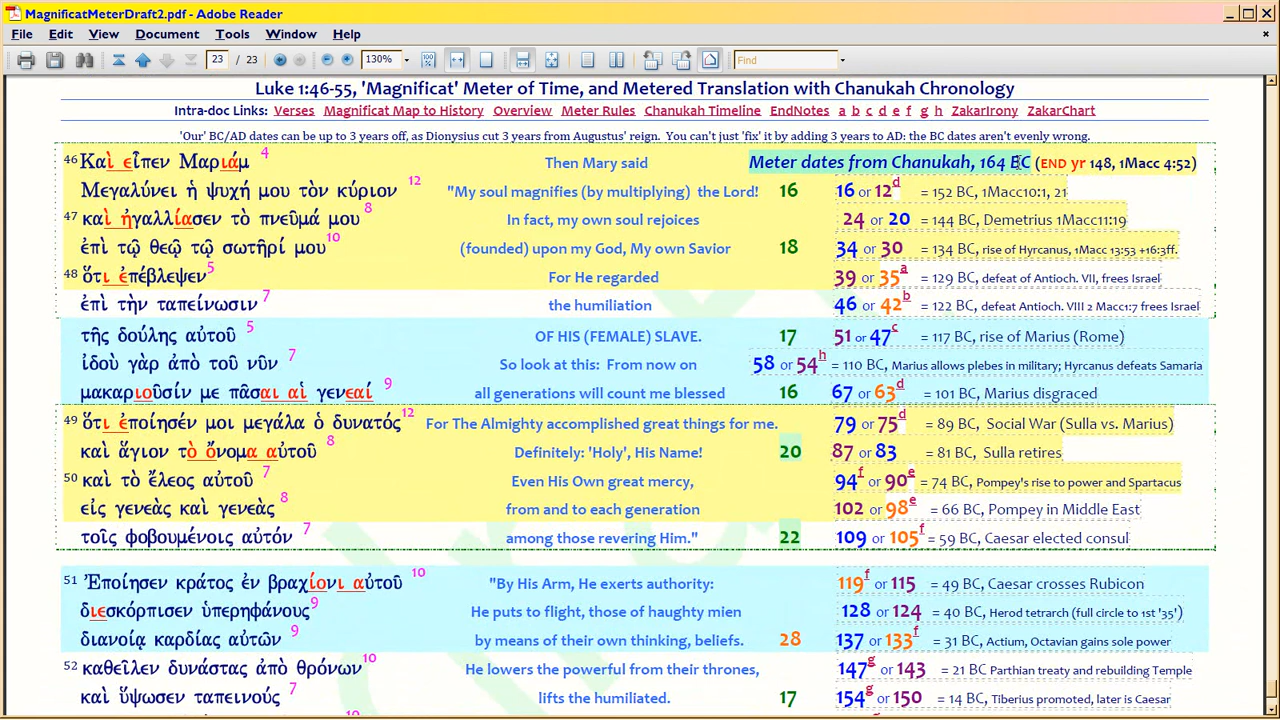 MagnificatMeterDraft2.pdf - Adobe Reader
File Edit View Document Tools Window Help
23 / 23 130% Find
Luke 1:46-55, 'Magnificat' Meter of Time, and Metered Translation with Chanukah Chronology
Intra-doc Links: Verses Magnificat Map to History Overview Meter Rules Chanukah Timeline EndNotes a b c d e f g h ZakarIrony ZakarChart
'Our' BC/AD dates can be up to 3 years off, as Dionysius cut 3 years from Augustus' reign. You can't just 'fix' it by adding 3 years to AD: the BC dates aren't evenly wrong.
46 Καὶ εἶπεν Μαριάμ 4 Then Mary said Meter dates from Chanukah, 164 BC (END yr 148, 1Macc 4:52)
Μεγαλύνει ἡ ψυχή μου τὸν κύριον 12 "My soul magnifies (by multiplying) the Lord! 16 16 or 12 d = 152 BC, 1Macc10:1, 21
47 καὶ ἠγαλλίασεν τὸ πνεῦμά μου 8 In fact, my own soul rejoices 24 or 20 = 144 BC, Demetrius 1Macc11:19
ἐπὶ τῷ θεῷ τῷ σωτηρί μου 10 (founded) upon my God, My own Savior 18 34 or 30 = 134 BC, rise of Hyrcanus, 1Macc 13:53 +16:3ff.
48 ὅτι ἐπέβλεψεν 5 For He regarded 39 or 35 a = 129 BC, defeat of Antioch. VII, frees Israel
ἐπὶ τὴν ταπείνωσιν 7 the humiliation 46 or 42 b = 122 BC, defeat Antioch. VIII 2 Macc1:7 frees Israel
τῆς δούλης αὐτοῦ 5 OF HIS (FEMALE) SLAVE. 17 51 or 47 c = 117 BC, rise of Marius (Rome)
ἰδοὺ γὰρ ἀπὸ τοῦ νῦν 7 So look at this: From now on 58 or 54 h = 110 BC, Marius allows plebes in military; Hyrcanus defeats Samaria
μακαριοῦσίν με πᾶσαι αἱ γενεαί 9 all generations will count me blessed 16 67 or 63 d = 101 BC, Marius disgraced
49 ὅτι ἐποίησέν μοι μεγάλα ὁ δυνατός 12 For The Almighty accomplished great things for me. 79 or 75 d = 89 BC, Social War (Sulla vs. Marius)
καὶ ἅγιον τὸ ὄνομα αὐτοῦ 8 Definitely: 'Holy', His Name! 20 87 or 83 = 81 BC, Sulla retires
50 καὶ τὸ ἔλεος αὐτοῦ 7 Even His Own great mercy, 94 f or 90 e = 74 BC, Pompey's rise to power and Spartacus
εἰς γενεὰς καὶ γενεὰς 8 from and to each generation 102 or 98 e = 66 BC, Pompey in Middle East
τοῖς φοβουμένοις αὐτόν 7 among those revering Him." 22 109 or 105 f = 59 BC, Caesar elected consul
51 Ἐποίησεν κράτος ἐν βραχίονι αὐτοῦ 10 "By His Arm, He exerts authority: 119 f or 115 = 49 BC, Caesar crosses Rubicon
διεσκόρπισεν ὑπερηφάνους 9 He puts to flight, those of haughty mien 128 or 124 = 40 BC, Herod tetrarch (full circle to 1st '35')
διανοίᾳ καρδίας αὐτῶν 9 by means of their own thinking, beliefs. 28 137 or 133 f = 31 BC, Actium, Octavian gains sole power
52 καθεῖλεν δυνάστας ἀπὸ θρόνων 10 He lowers the powerful from their thrones, 147 g or 143 = 21 BC Parthian treaty and rebuilding Temple
καὶ ὕψωσεν ταπεινούς 7 lifts the humiliated. 17 154 g or 150 = 14 BC, Tiberius promoted, later is Caesar